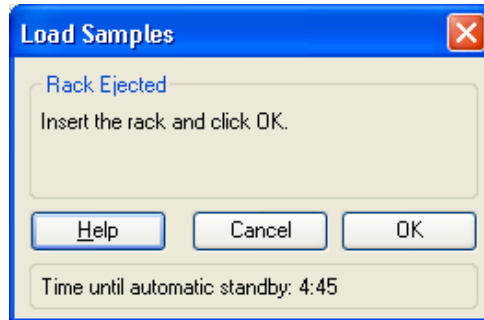 Load Samples
Rack Ejected
Insert the rack and click OK.
Help Cancel OK
Time until automatic standby: 4:45